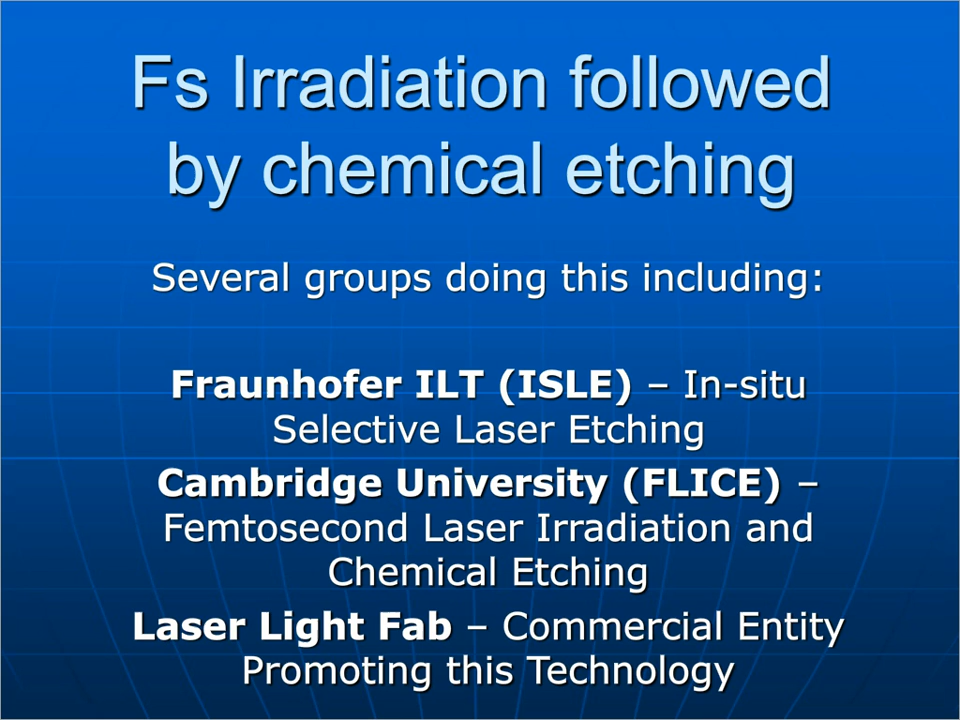 Fs Irradiation followed
by chemical etching
Several groups doing this including:
Fraunhofer ILT (ISLE) – In-situ
Selective Laser Etching
Cambridge University (FLICE) –
Femtosecond Laser Irradiation and
Chemical Etching
Laser Light Fab – Commercial Entity
Promoting this Technology